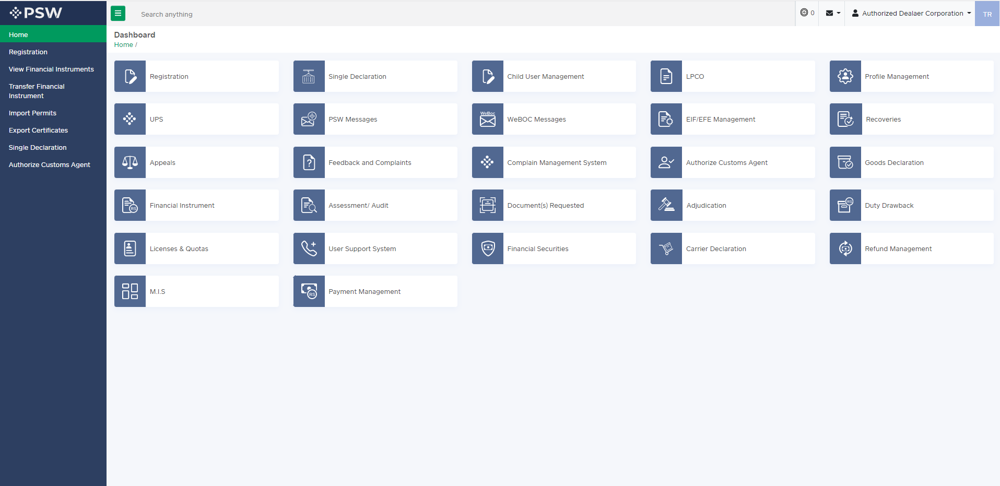 PSW
Search anything
0
Authorized Dealaer Corporation
TR
Home
Registration
View Financial Instruments
Transfer Financial
Instrument
Import Permits
Export Certificates
Single Declaration
Authorize Customs Agent
Dashboard
Home /
Registration
Single Declaration
Child User Management
LPCO
Profile Management
UPS
PSW Messages
WeBoc
WeBOC Messages
EIF/EFE Management
Recoveries
Appeals
Feedback and Complaints
Complain Management System
Authorize Customs Agent
Goods Declaration
RS
Financial Instrument
Assessment/ Audit
Document(s) Requested
Adjudication
RS
Duty Drawback
Licenses & Quotas
User Support System
Financial Securities
Carrier Declaration
Refund Management
M.I.S
RS
Payment Management